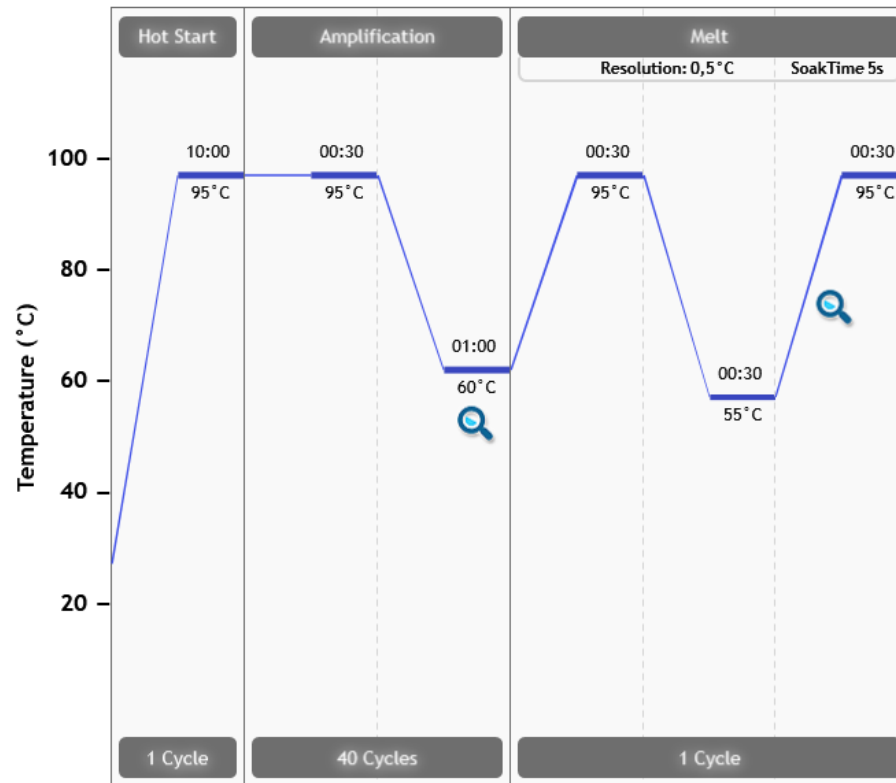 Hot Start
Amplification
Melt
Resolution: 0,5°C
SoakTime 5s
10:00
95°C
00:30
95°C
01:00
60°C
00:30
95°C
00:30
55°C
00:30
95°C
Temperature (°C)
100
80
60
40
20
1 Cycle
40 Cycles
1 Cycle